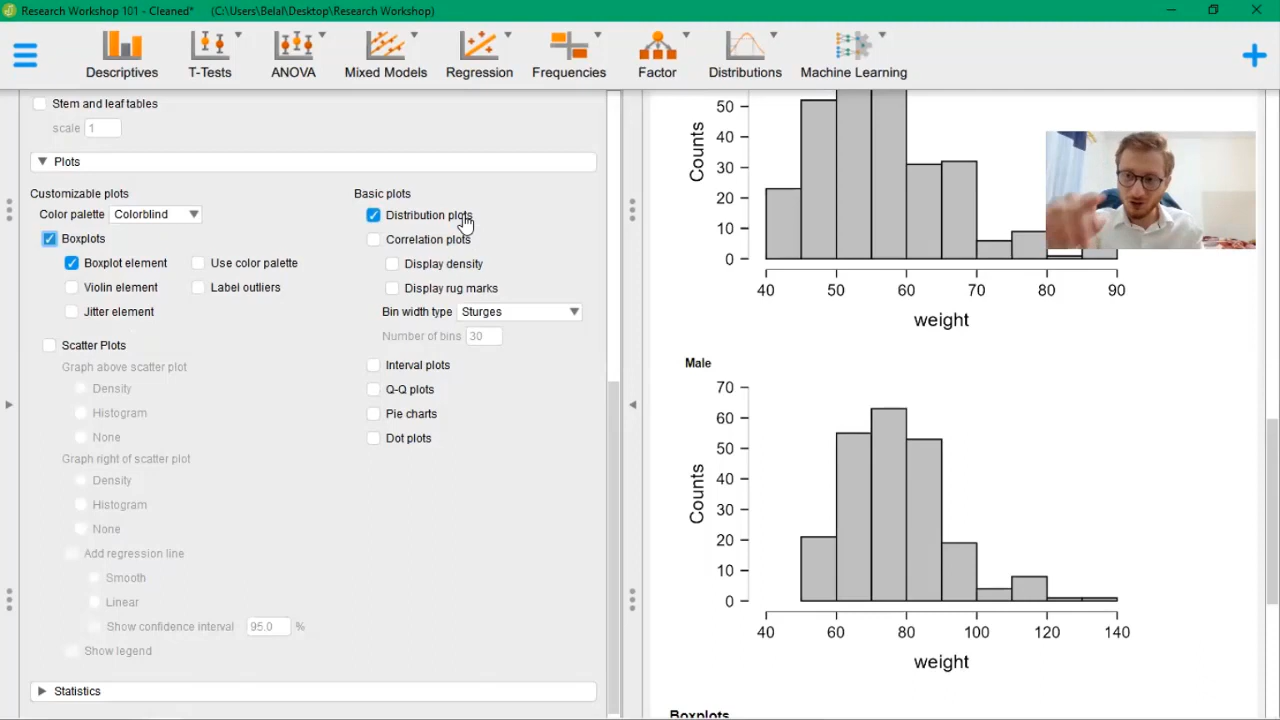 Research Workshop 101 - Cleaned* (C:\Users\Belal\Desktop\Research Workshop)
Descriptives T-Tests ANOVA Mixed Models Regression Frequencies Factor Distributions Machine Learning
Stem and leaf tables
scale 1
Plots
Customizable plots
Color palette Colorblind
Boxplots
Boxplot element Use color palette
Violin element Label outliers
Jitter element
Scatter Plots
Graph above scatter plot
Density
Histogram
None
Graph right of scatter plot
Density
Histogram
None
Add regression line
Smooth
Linear
Show confidence interval 95.0 %
Show legend
Basic plots
Distribution plots
Correlation plots
Display density
Display rug marks
Bin width type Sturges
Number of bins 30
Interval plots
Q-Q plots
Pie charts
Dot plots
Statistics
Counts
50
40
30
20
10
0
40 50 60 70 80 90
weight
Male
Counts
70
60
50
40
30
20
10
0
40 60 80 100 120 140
weight
Boxplots